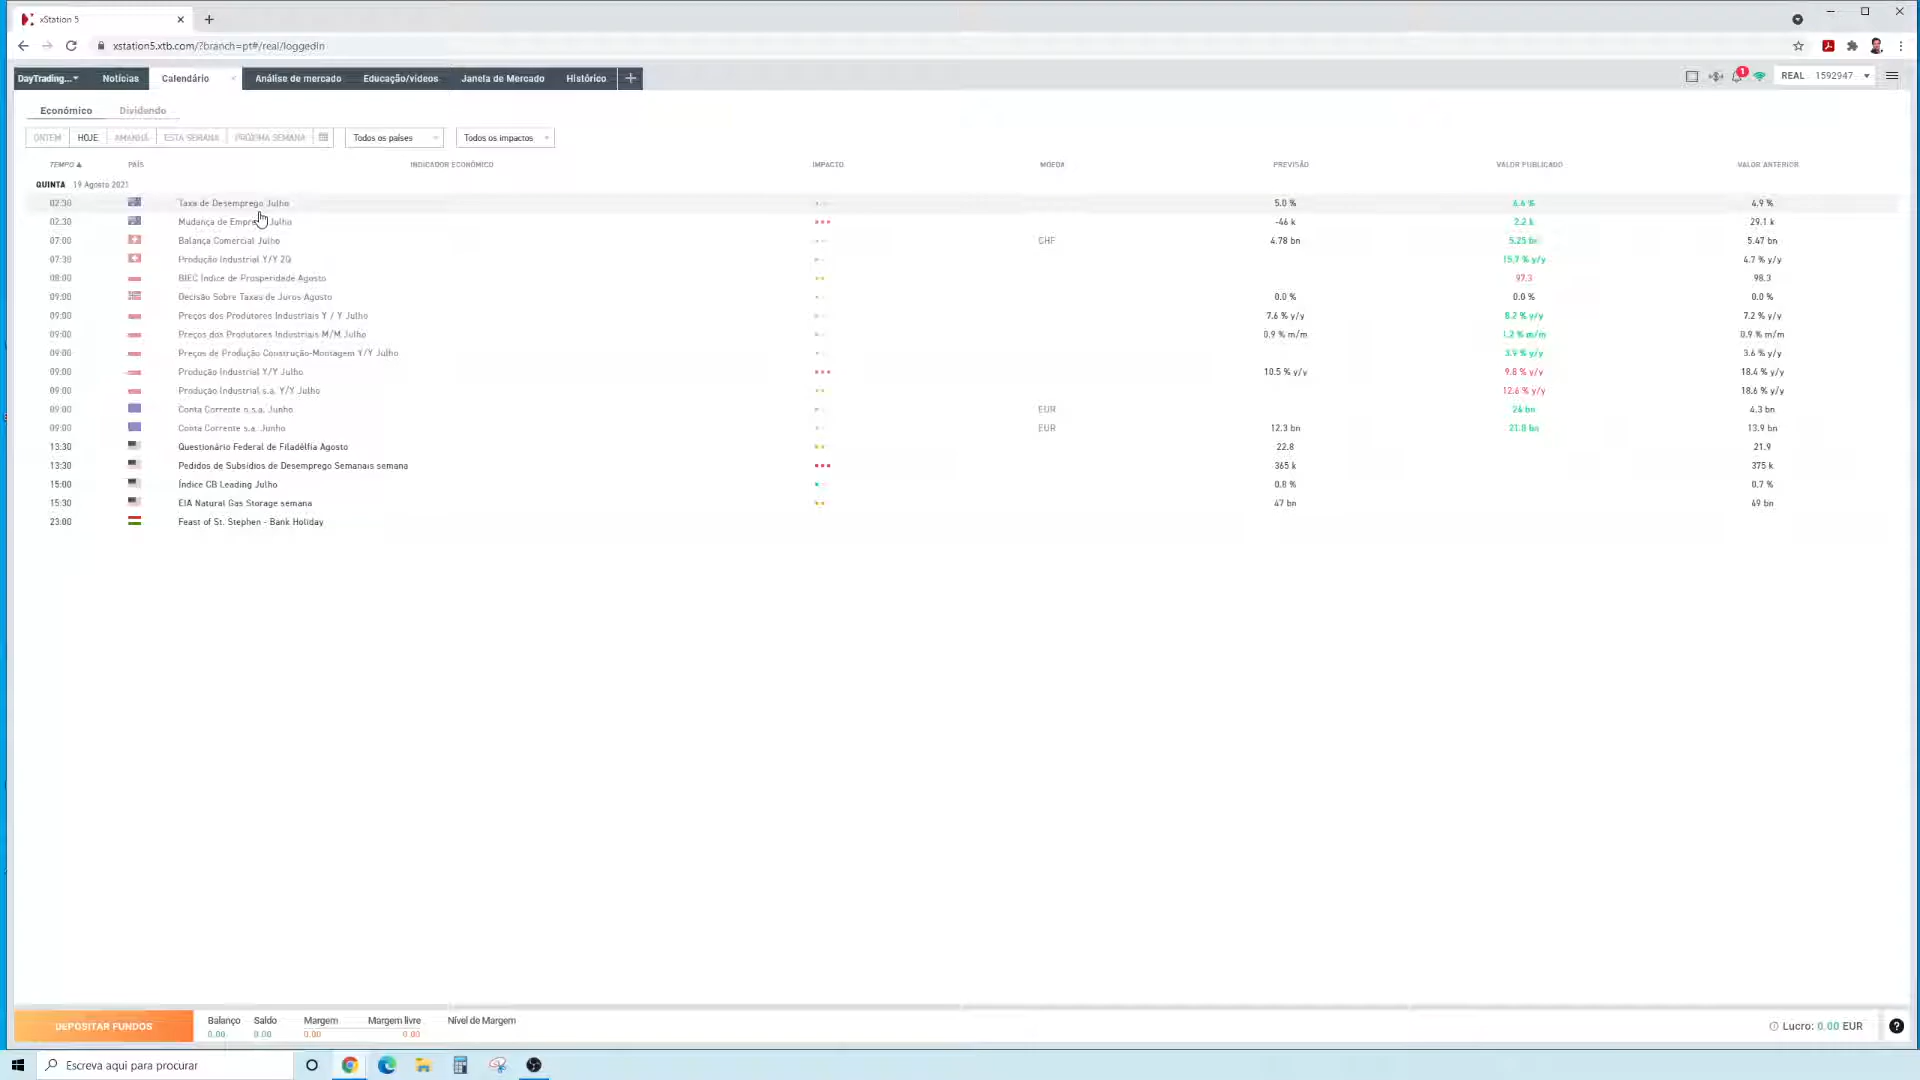 xStation 5
xstation5.xtb.com/?branch=pt#/real/loggedIn
DayTrading... Notícias Calendário Análise de mercado Educação/vídeos Janela de Mercado Histórico REAL 1592947
1
Económico Dividendo
ONTEM HOJE AMANHÃ ESTA SEMANA PRÓXIMA SEMANA Todos os países Todos os impactos
TEMPO PAÍS INDICADOR ECONÓMICO IMPACTO MOEDA PREVISÃO VALOR PUBLICADO VALOR ANTERIOR
QUINTA 19 Agosto 2021
02:30 Taxa de Desemprego Julho 5.0 % 4.9 %
02:30 Mudança de Julho -46 k 2.2 k 29.1 k
07:00 Balança Comercial Julho CHF 4.78 bn 5.25 bn 5.47 bn
07:30 Produção Industrial Y/Y 2Q 15.7 % y/y 4.7 % y/y
08:00 BIEC Índice de Prosperidade Agosto 97.3 98.3
09:00 Decisão Sobre Taxas de Juros Agosto 0.0 % 0.0 % 0.0 %
09:00 Preços dos Produtores Industriais Y / Y Julho 7.6 % y/y 8.2 % y/y 7.2 % y/y
09:00 Preços dos Produtores Industriais M/M Julho 0.9 % m/m 1.2 % m/m 0.9 % m/m
09:00 Preços de Produção Construção-Montagem Y/Y Julho 3.9 % y/y 3.6 % y/y
09:00 Produção Industrial Y/Y Julho 10.5 % y/y 9.8 % y/y 18.4 % y/y
09:00 Produção Industrial s.a. Y/Y Julho 12.6 % y/y 18.6 % y/y
09:00 Conta Corrente n.s.a. Junho EUR 26 bn 4.3 bn
09:00 Conta Corrente s.a. Junho EUR 12.3 bn 21.8 bn 13.9 bn
13:30 Questionário Federal de Filadélfia Agosto 22.8 21.9
13:30 Pedidos de Subsídios de Desemprego Semanais semana 365 k 375 k
15:00 Índice CB Leading Julho 0.8 % 0.7 %
15:30 EIA Natural Gas Storage semana 47 bn 49 bn
23:00 Feast of St. Stephen - Bank Holiday
DEPOSITAR FUNDOS Balanço Saldo Margem Margem livre Nível de Margem
0.00 0.00 0.00 0.00
Lucro: 0.00 EUR ?
Escreva aqui para procurar